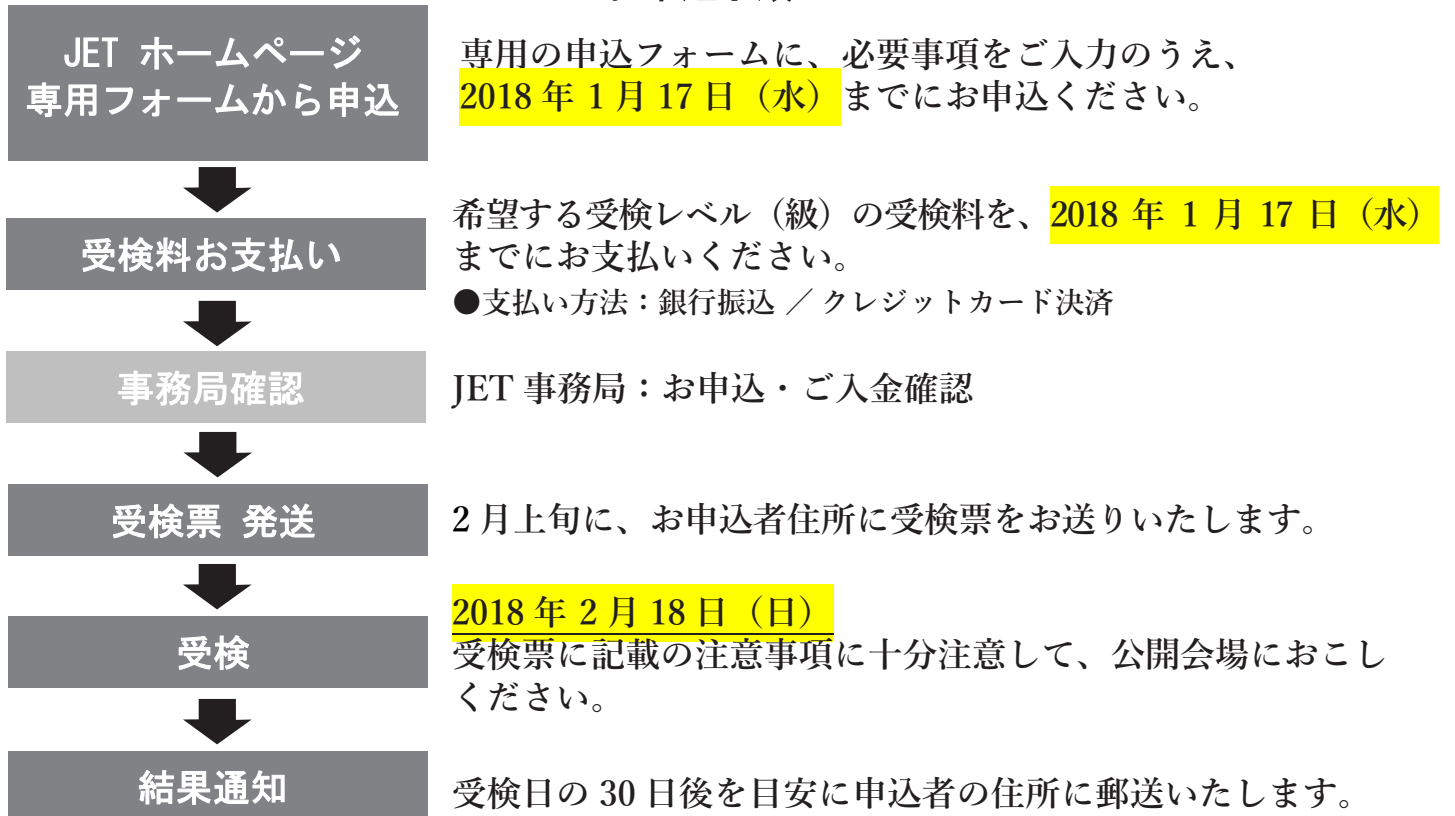 JET ホームページ
専用フォームから申込
専用の申込フォームに、必要事項をご入力のうえ、
2018 年 1 月 17 日（水）までにお申込ください。
受検料お支払い
希望する受検レベル（級）の受検料を、2018 年 1 月 17 日（水）
までにお支払いください。
●支払い方法：銀行振込 ／ クレジットカード決済
事務局確認
JET 事務局：お申込・ご入金確認
受検票 発送
2 月上旬に、お申込者住所に受検票をお送りいたします。
受検
2018 年 2 月 18 日（日）
受検票に記載の注意事項に十分注意して、公開会場におこし
ください。
結果通知
受検日の 30 日後を目安に申込者の住所に郵送いたします。